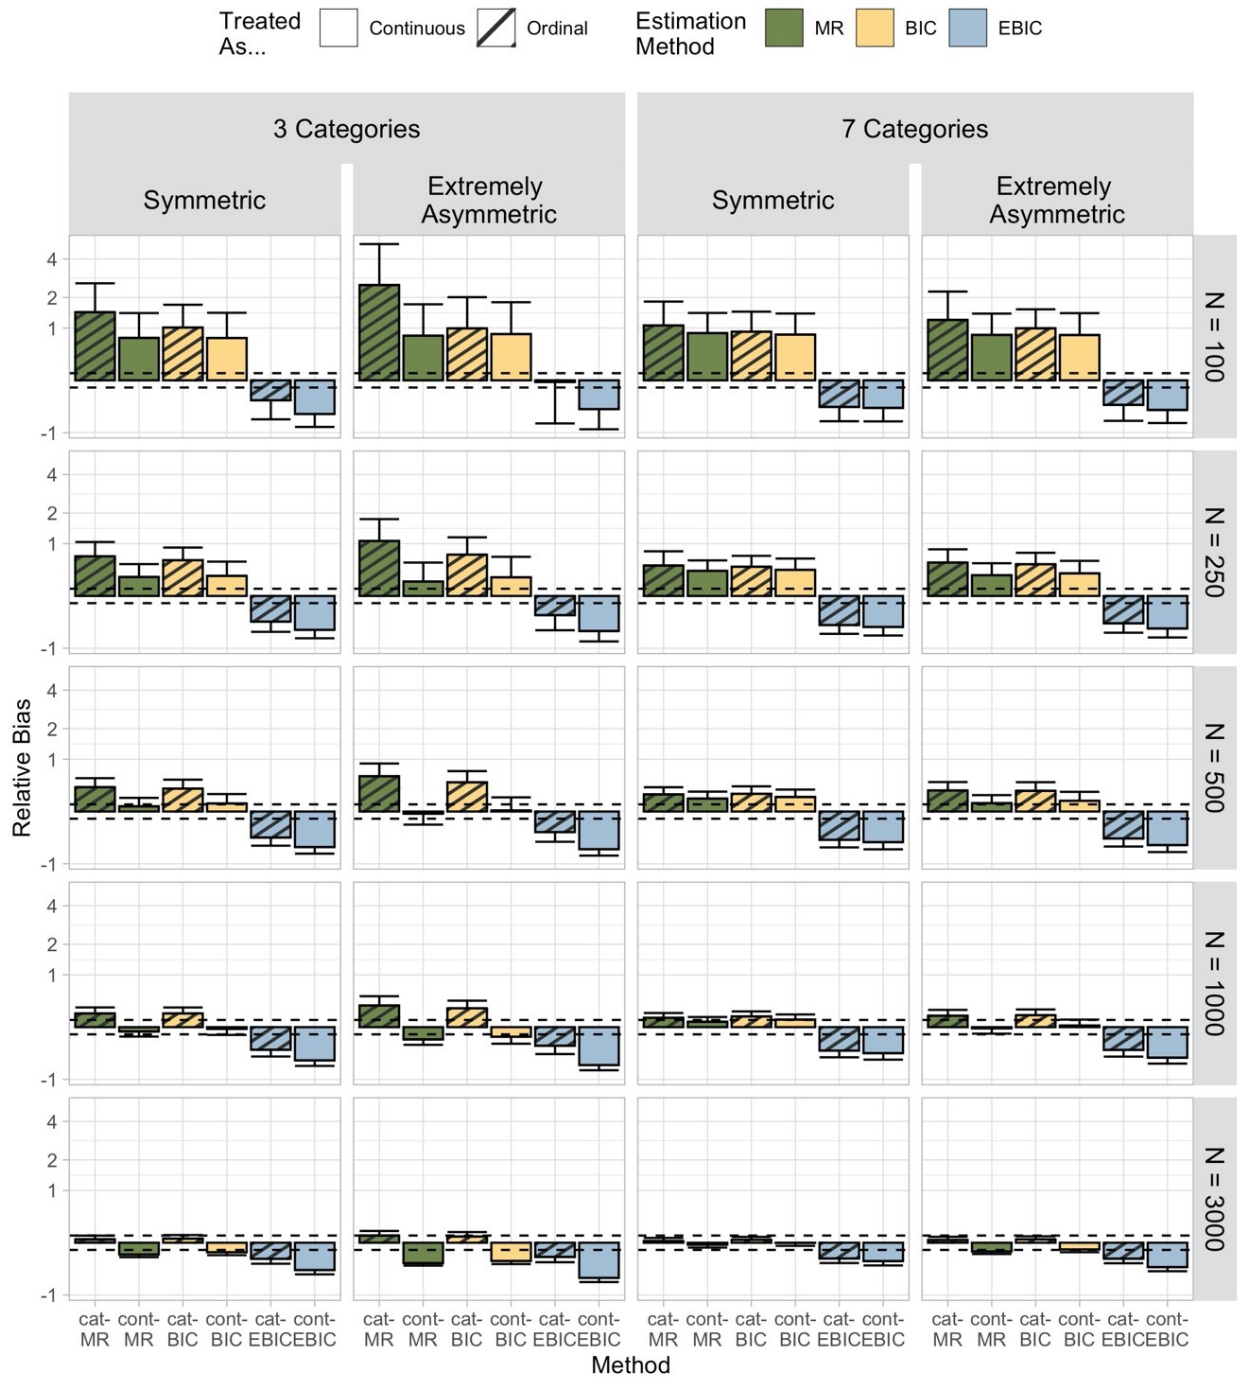 Treated
As...
Continuous
Ordinal
Estimation
Method
MR
BIC
EBIC
3 Categories
7 Categories
Symmetric
Extremely
Asymmetric
Symmetric
Extremely
Asymmetric
4
2
1
-1
N = 100
4
2
1
-1
N = 250
4
2
1
-1
N = 500
4
2
1
-1
N = 1000
4
2
1
-1
N = 3000
Relative Bias
cat- cont- cat- cont- cat- cont-
MR MR BIC BIC EBIC EBIC
cat- cont- cat- cont- cat- cont-
MR MR BIC BIC EBIC EBIC
cat- cont- cat- cont- cat- cont-
MR MR BIC BIC EBIC EBIC
cat- cont- cat- cont- cat- cont-
MR MR BIC BIC EBIC EBIC
Method